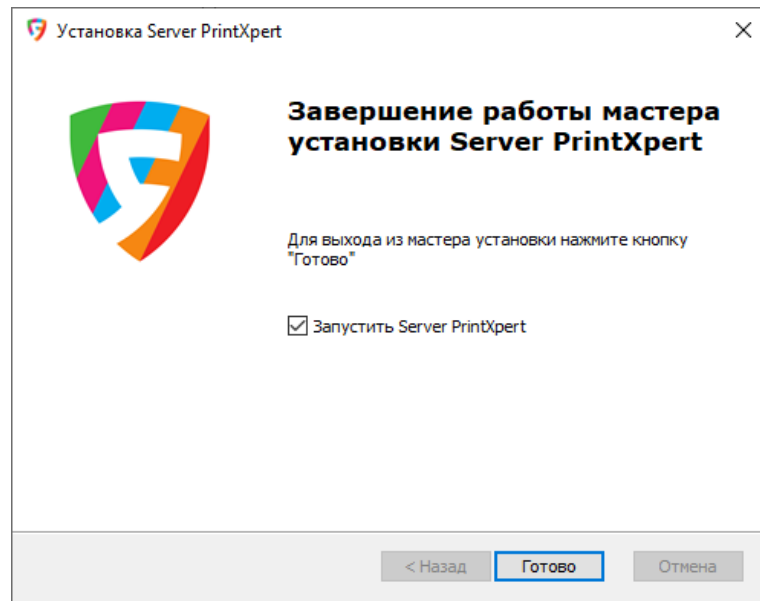 Установка Server PrintXpert
Завершение работы мастера
установки Server PrintXpert
Для выхода из мастера установки нажмите кнопку
"Готово"
Запустить Server PrintXpert
< Назад
Готово
Отмена